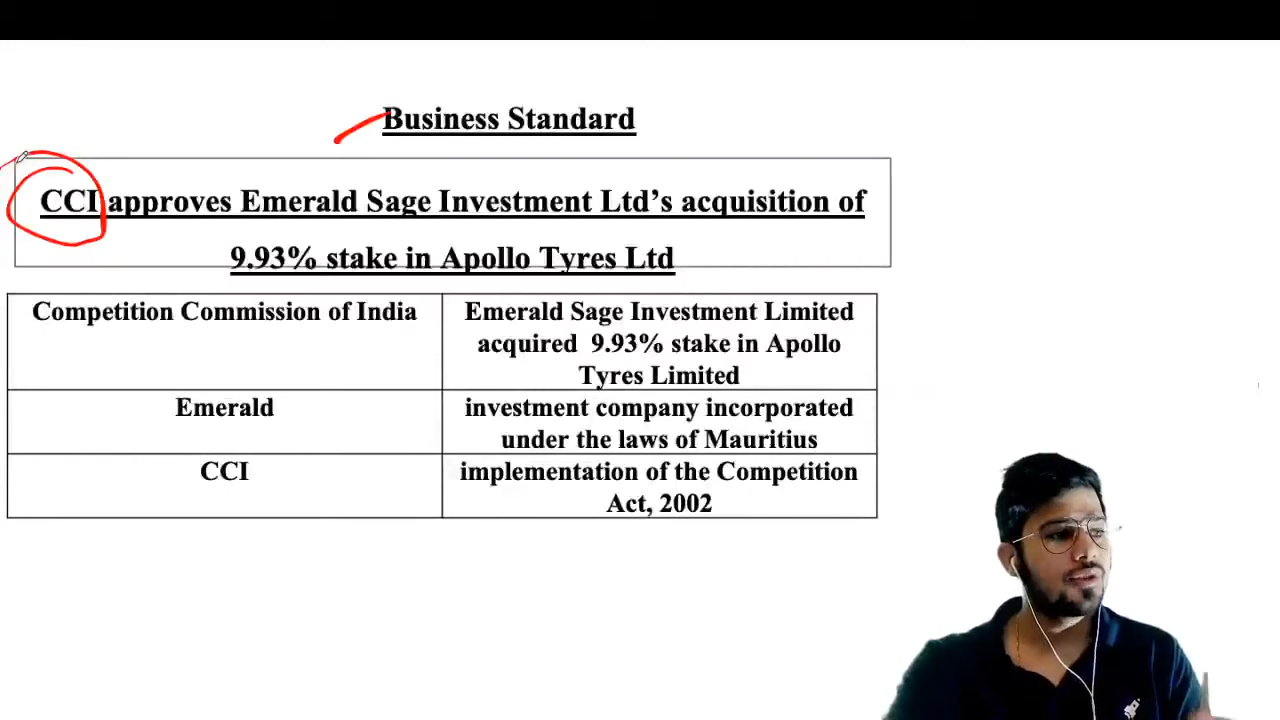 Business Standard
CCI approves Emerald Sage Investment Ltd's acquisition of
9.93% stake in Apollo Tyres Ltd
Competition Commission of India
Emerald Sage Investment Limited
acquired 9.93% stake in Apollo
Tyres Limited
Emerald
investment company incorporated
under the laws of Mauritius
CCI
implementation of the Competition
Act, 2002